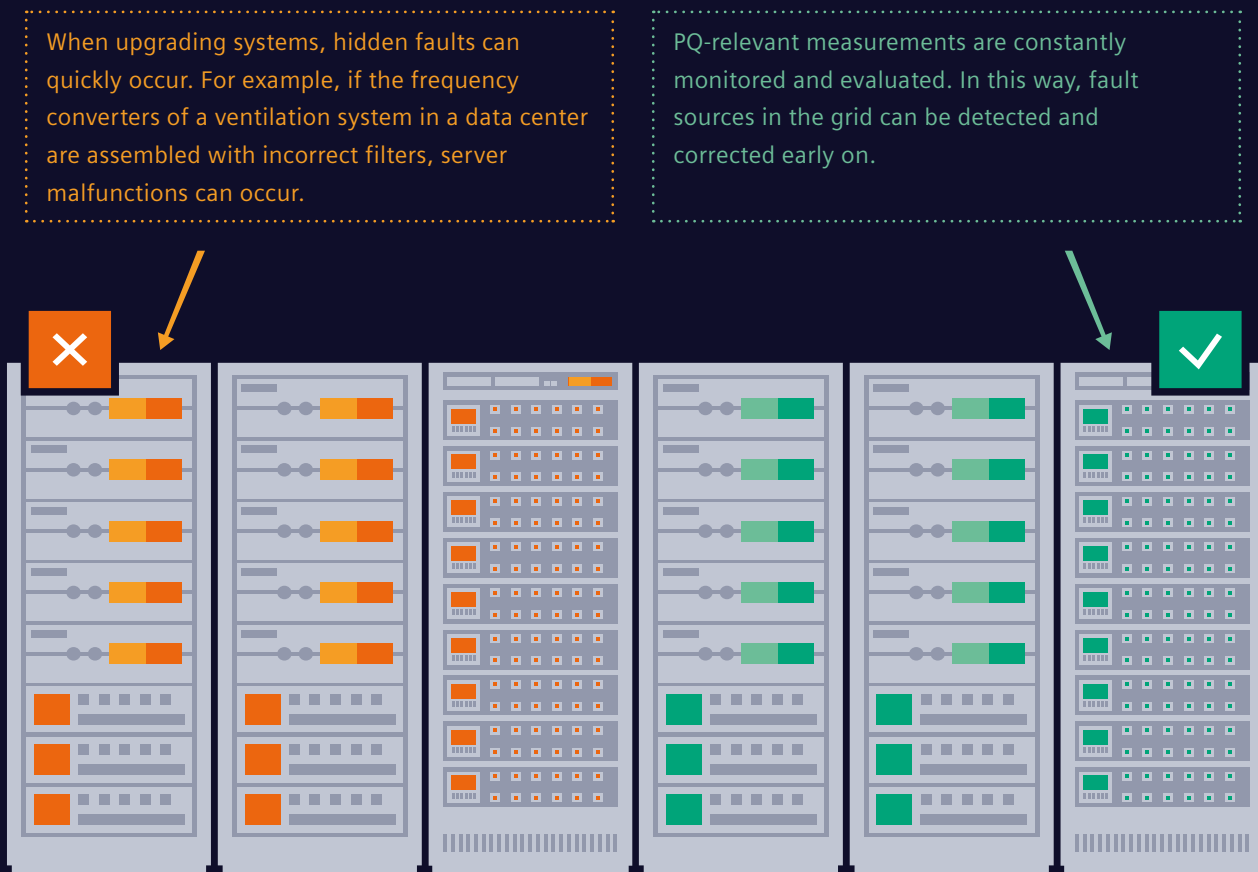 When upgrading systems, hidden faults can
quickly occur. For example, if the frequency
converters of a ventilation system in a data center
are assembled with incorrect filters, server
malfunctions can occur.
PQ-relevant measurements are constantly
monitored and evaluated. In this way, fault
sources in the grid can be detected and
corrected early on.